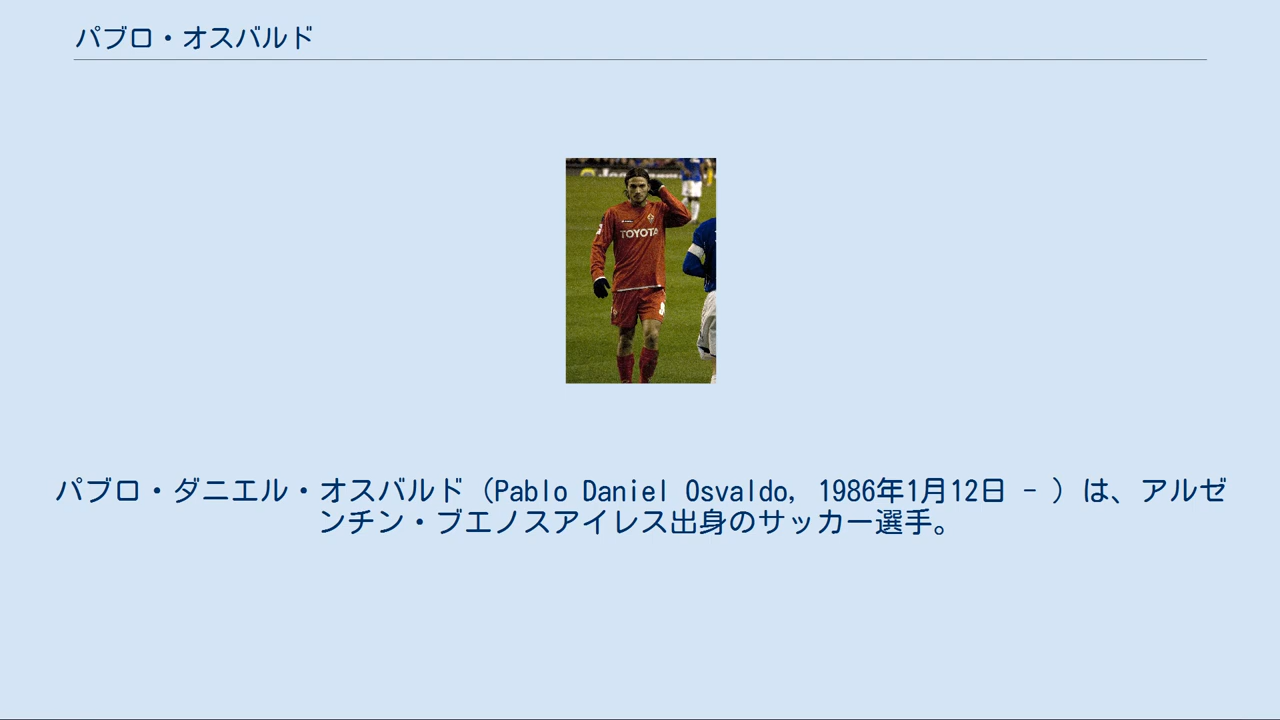 パブロ・オスバルド
TOYOTA
パブロ・ダニエル・オスバルド（Pablo Daniel Osvaldo, 1986年1月12日 - ）は、アルゼ
ンチン・ブエノスアイレス出身のサッカー選手。